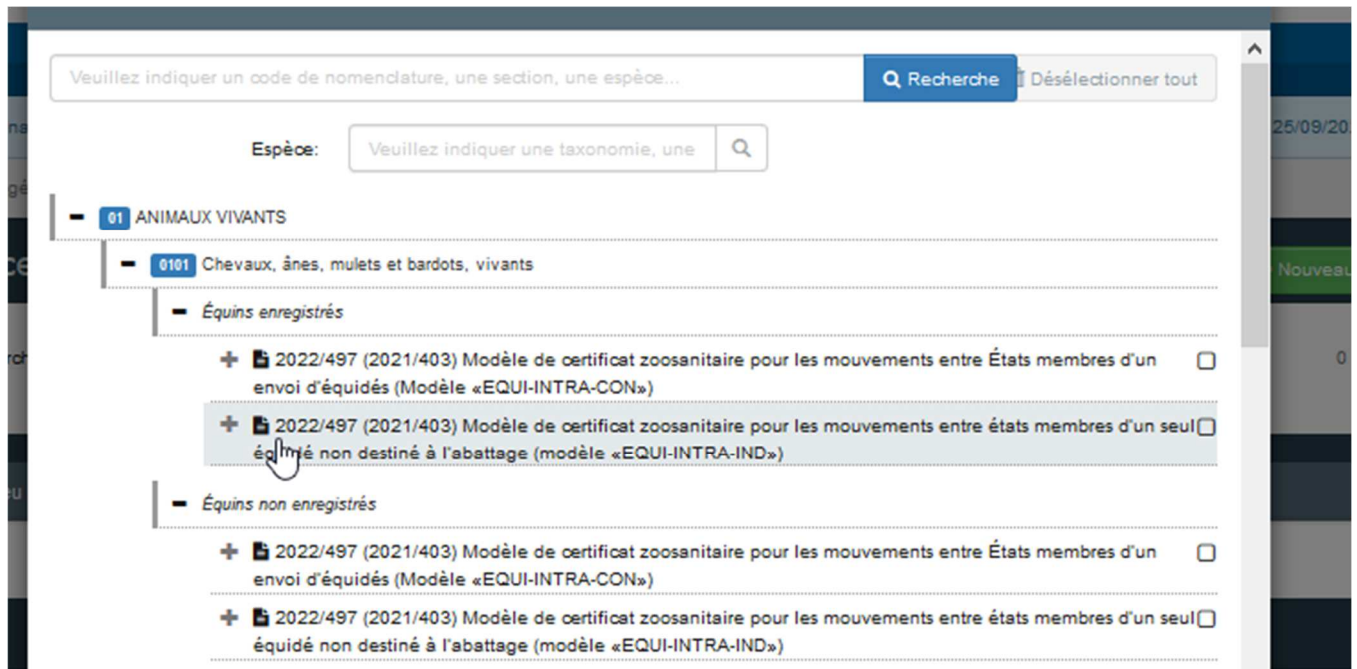 Veuillez indiquer un code de nomenclature, une section, une espèce...
Recherche
Désélectionner tout
25/09/20
Espèce:
Veuillez indiquer une taxonomie, une
01 ANIMAUX VIVANTS
0101 Chevaux, ânes, mulets et bardots, vivants
Nouveau
Équins enregistrés
2022/497 (2021/403) Modèle de certificat zoosanitaire pour les mouvements entre États membres d'un
envoi d'équidés (Modèle «EQUI-INTRA-CON»)
0
2022/497 (2021/403) Modèle de certificat zoosanitaire pour les mouvements entre états membres d'un seul
équidé non destiné à l'abattage (modèle «EQUI-INTRA-IND»)
Équins non enregistrés
2022/497 (2021/403) Modèle de certificat zoosanitaire pour les mouvements entre États membres d'un
envoi d'équidés (Modèle «EQUI-INTRA-CON»)
2022/497 (2021/403) Modèle de certificat zoosanitaire pour les mouvements entre états membres d'un seul
équidé non destiné à l'abattage (modèle «EQUI-INTRA-IND»)